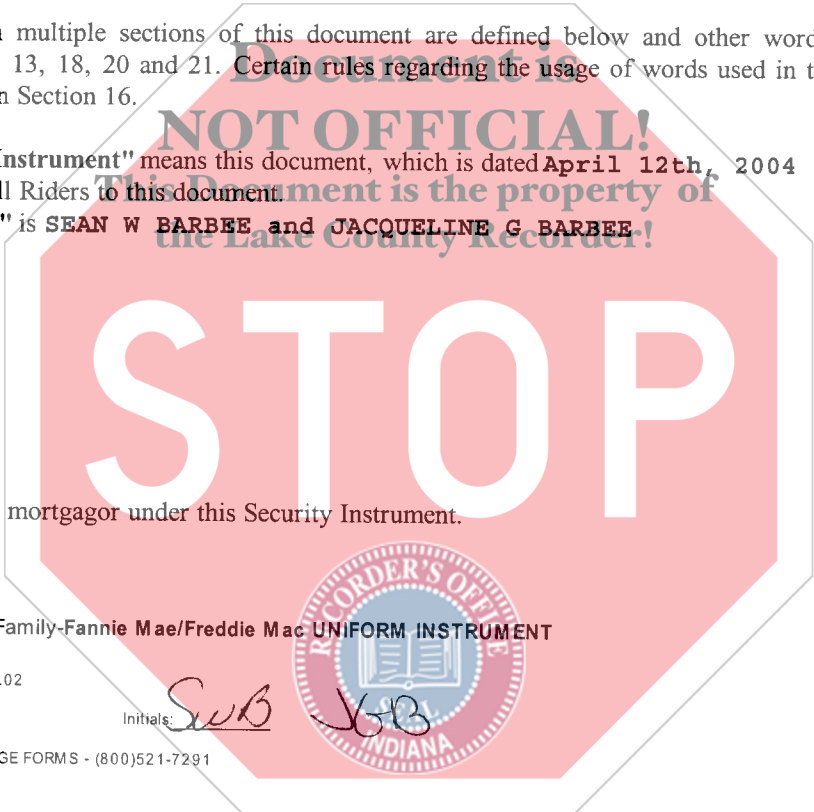 multiple sections of this document are defined below and other word
Document is
13, 18, 20 and 21. Certain rules regarding the usage of words used in t
n Section 16.
NOT OFFICIAL!
Instrument" means this document, which is dated April 12th, 2004
ll Riders to this document.
This Document is the property of
" is SEAN W BARBEE and JACQUELINE G BARBEE
the Lake County Recorder!
STOP
mortgagor under this Security Instrument.
RECORDER'S OFFICE
SEAL
INDIANA
Family-Fannie Mae/Freddie Mac UNIFORM INSTRUMENT
.02
Initials: SWB JGB
GE FORMS - (800)521-7291